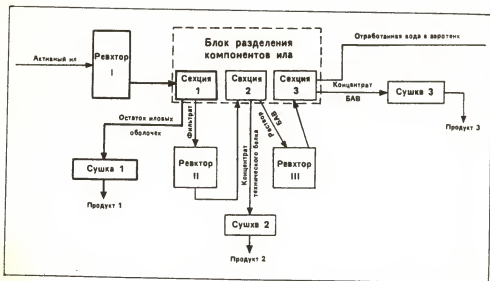 Блок разделения
компонентов ила
Отработанная вода в аэротенк
Активный ил
Реактор
I
Секция
1
Секция
2
Секция
3
Концентрат
БАВ
Сушка 3
Продукт 3
Остаток иловых
оболочек
Фильтрат
Концентрат
технического белка
Раствор
БАВ
Сушка 1
Продукт 1
Реактор
II
Реактор
III
Сушка 2
Продукт 2